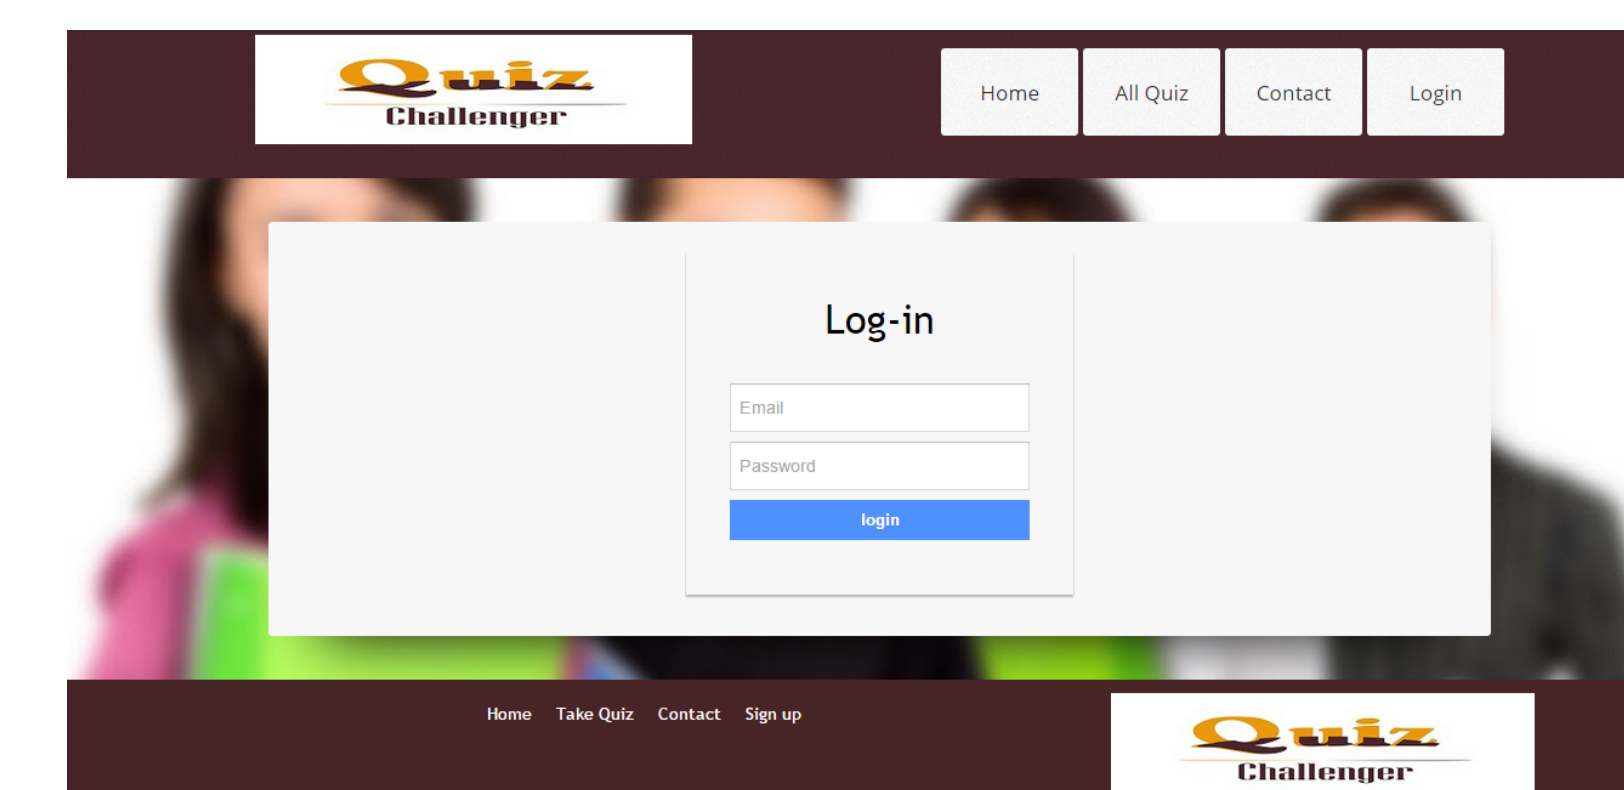 Quiz
Challenger
Home All Quiz Contact Login
Log-in
Email
Password
login
Home Take Quiz Contact Sign up
Quiz
Challenger